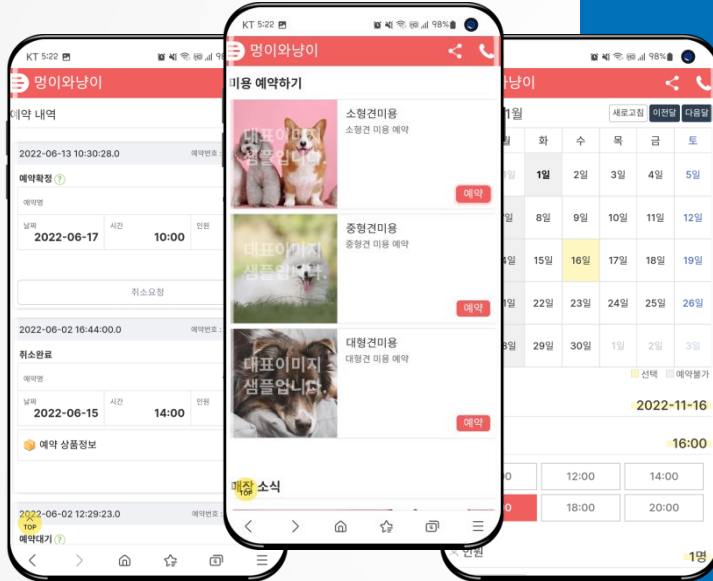 KT 5:22
98%
멍이와냥이
예약 내역
2022-06-13 10:30:28.0
예약번호 :
예약확정 ?
예약명
날짜
시간
인원
2022-06-17
10:00
취소요청
2022-06-02 16:44:00.0
예약번호 :
취소완료
예약명
날짜
시간
인원
2022-06-15
14:00
예약 상품정보
2022-06-02 12:29:23.0
예약번호 :
TOP
예약대기 ?
KT 5:22
98%
멍이와냥이
미용 예약하기
대표이미지
샘플입니다.
소형견미용
소형견 미용 예약
예약
대표이미지
샘플입니다.
중형견미용
중형견 미용 예약
예약
대표이미지
샘플입니다.
대형견미용
대형견 미용 예약
예약
매장 소식
TOP
98%
냥이
1월
새로고침 이전달 다음달
화 수 목 금 토
1일 2일 3일 4일 5일
8일 9일 10일 11일 12일
15일 16일 17일 18일 19일
22일 23일 24일 25일 26일
29일 30일 1일 2일 3일
선택 예약불가
2022-11-16
16:00
12:00 14:00
18:00 20:00
인원
1명